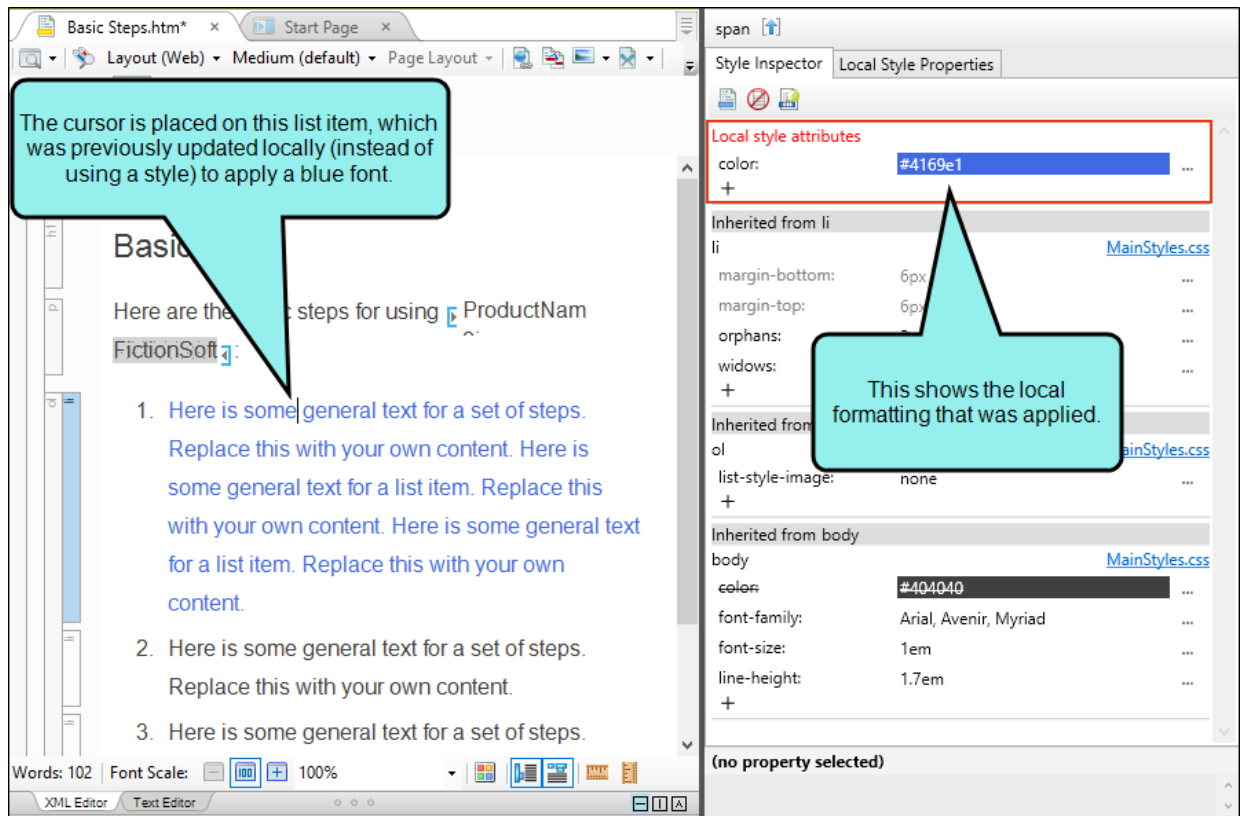 Basic Steps.htm* × Start Page ×
Layout (Web) Medium (default) Page Layout
The cursor is placed on this list item, which
was previously updated locally (instead of
using a style) to apply a blue font.
h1
Basic
p
Here are the c steps for using ProductNam
FictionSoft :
1. Here is some general text for a set of steps.
Replace this with your own content. Here is
some general text for a list item. Replace this
with your own content. Here is some general text
for a list item. Replace this with your own
content.
2. Here is some general text for a set of steps.
Replace this with your own content.
3. Here is some general text for a set of steps.
Words: 102 Font Scale: 100 100%
XML Editor Text Editor
span
Style Inspector Local Style Properties
Local style attributes
color: #4169e1 ...
+
Inherited from li
li MainStyles.css
margin-bottom: 6px ...
margin-top: 6px ...
orphans: ...
widows: ...
+
This shows the local
formatting that was applied.
Inherited from
ol MainStyles.css
list-style-image: none ...
+
Inherited from body
body MainStyles.css
color: #404040 ...
font-family: Arial, Avenir, Myriad ...
font-size: 1em ...
line-height: 1.7em ...
+
(no property selected)